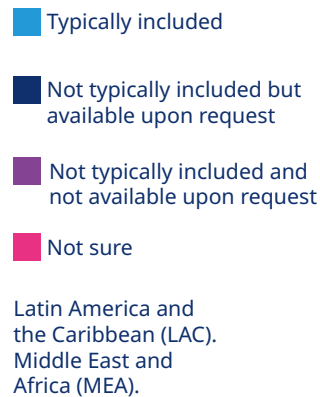 Typically included
Not typically included but
available upon request
Not typically included and
not available upon request
Not sure
Latin America and
the Caribbean (LAC).
Middle East and
Africa (MEA).